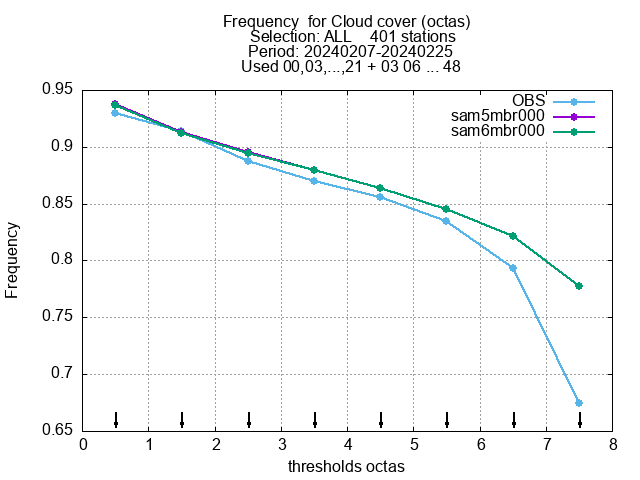 Frequency  for Cloud cover (octas)
Selection: ALL    401 stations
Period: 20240207-20240225
Used 00,03,...,21 + 03 06 ... 48
OBS
sam5mbr000
sam6mbr000
0.95
0.9
0.85
0.8
0.75
0.7
0.65
Frequency
0 1 2 3 4 5 6 7 8
thresholds octas